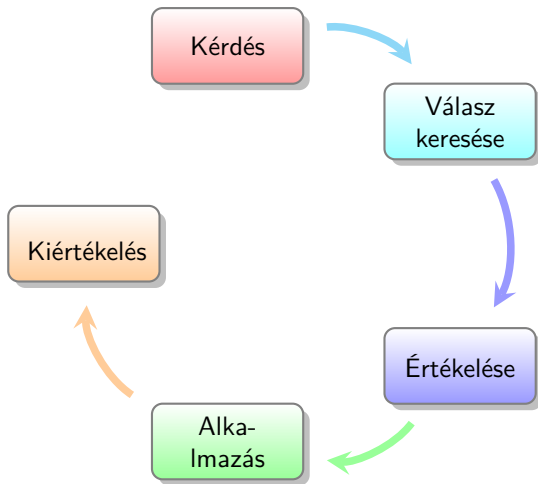 Kérdés
Válasz
keresése
Értékelése
Alka-
lmazás
Kiértékelés